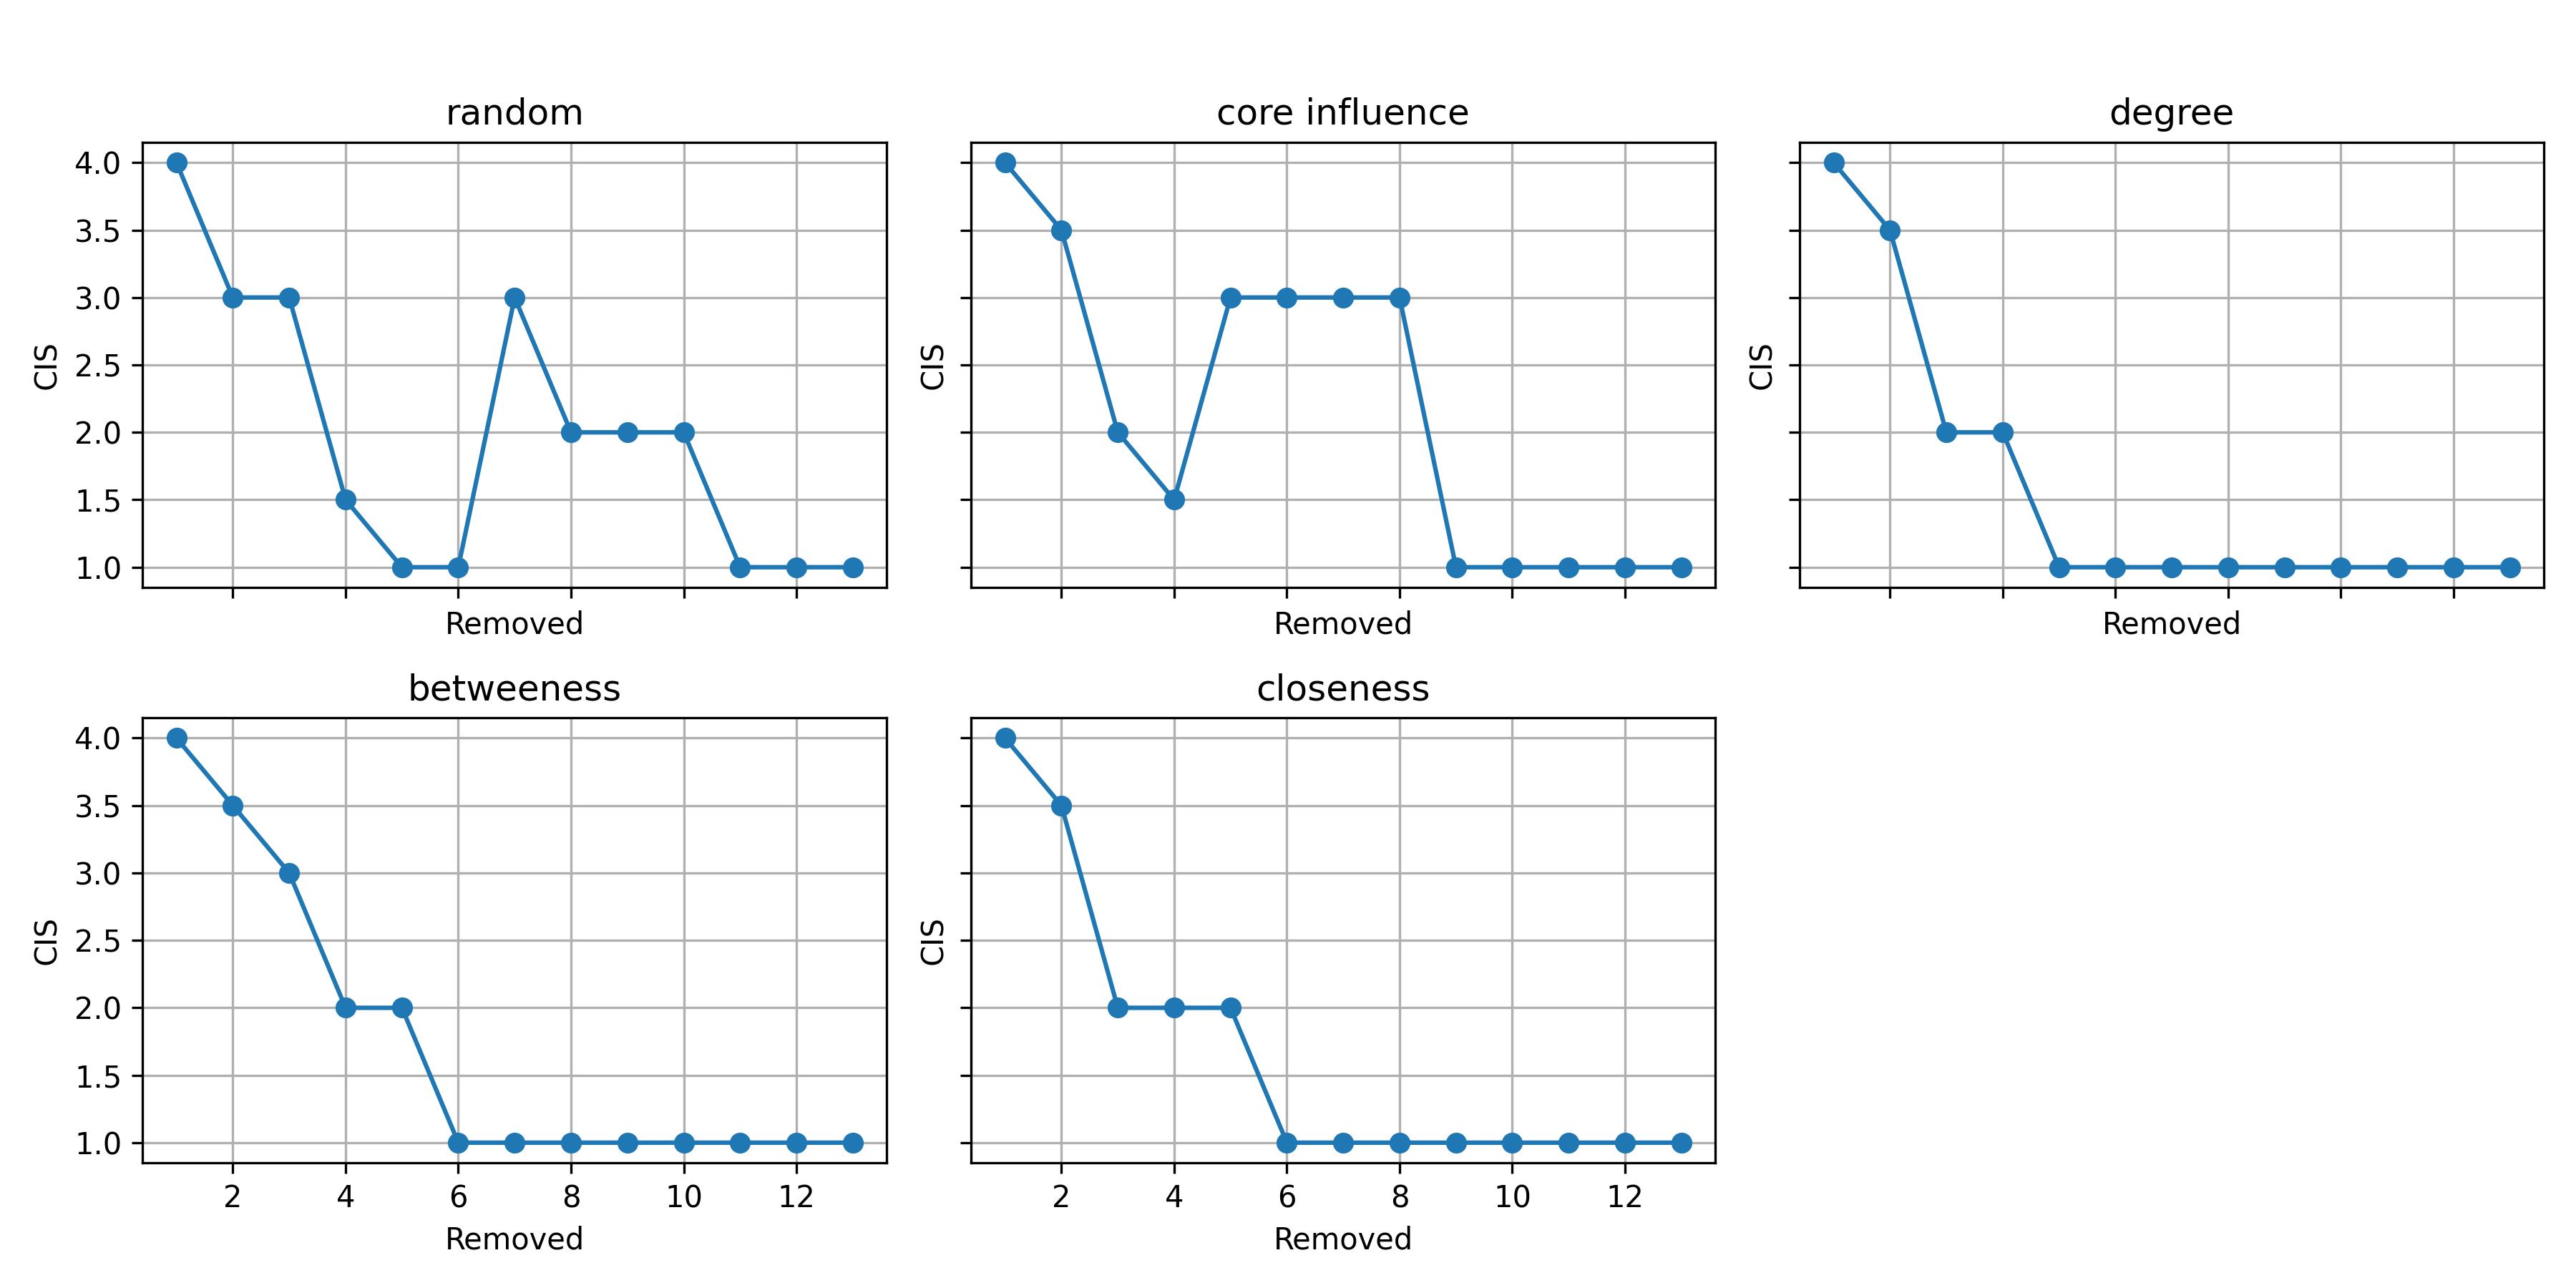 random
core influence
degree
4.0
3.5
3.0
2.5
2.0
1.5
1.0
CIS
CIS
CIS
Removed
Removed
Removed
betweeness
closeness
4.0
3.5
3.0
2.5
2.0
1.5
1.0
CIS
CIS
2 4 6 8 10 12
2 4 6 8 10 12
Removed
Removed